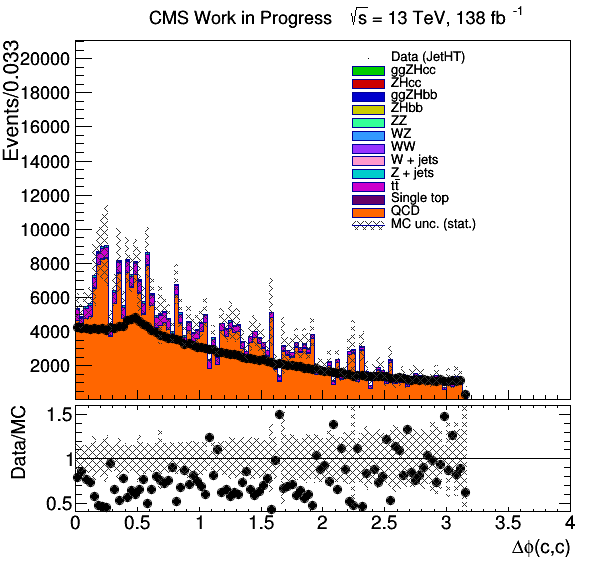 CMS Work in Progress √s = 13 TeV, 138 fb⁻¹
Events/0.033
20000
18000
16000
14000
12000
10000
8000
6000
4000
2000
Data (JetHT)
ggZHcc
ZHcc
ggZHbb
ZHbb
ZZ
WZ
WW
W + jets
Z + jets
tt̄
Single top
QCD
MC unc. (stat.)
Data/MC
1.5
1
0.5
0 0.5 1 1.5 2 2.5 3 3.5 4
Δϕ(c,c)